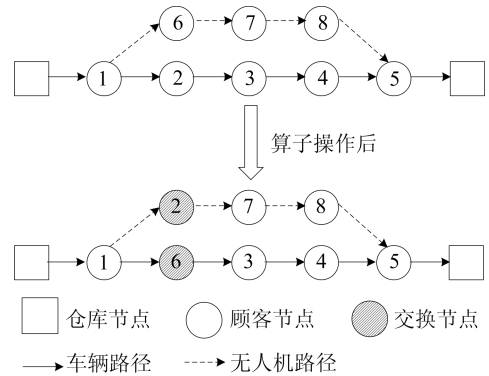 6 7 8
1 2 3 4 5
算子操作后
2 7 8
1 6 3 4 5
仓库节点 顾客节点 交换节点
车辆路径 无人机路径